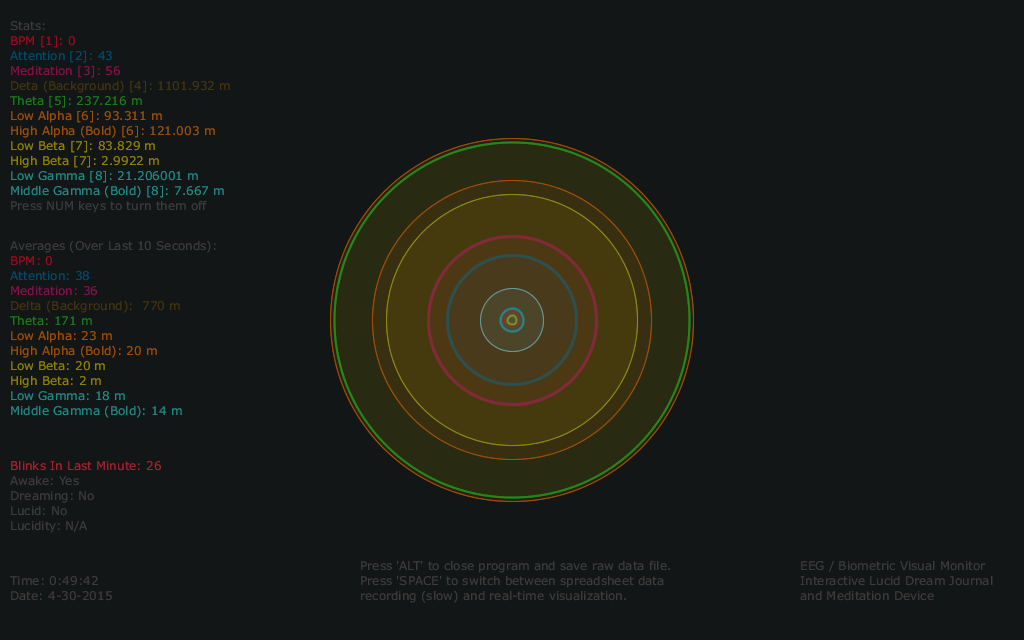 Stats:
BPM [1]: 0
Attention [2]: 43
Meditation [3]: 56
Deta (Background) [4]: 1101.932 m
Theta [5]: 237.216 m
Low Alpha [6]: 93.311 m
High Alpha (Bold) [6]: 121.003 m
Low Beta [7]: 83.829 m
High Beta [7]: 2.9922 m
Low Gamma [8]: 21.206001 m
Middle Gamma (Bold) [8]: 7.667 m
Press NUM keys to turn them off
Averages (Over Last 10 Seconds):
BPM: 0
Attention: 38
Meditation: 36
Delta (Background):  770 m
Theta: 171 m
Low Alpha: 23 m
High Alpha (Bold): 20 m
Low Beta: 20 m
High Beta: 2 m
Low Gamma: 18 m
Middle Gamma (Bold): 14 m
Blinks In Last Minute: 26
Awake: Yes
Dreaming: No
Lucid: No
Lucidity: N/A
Time: 0:49:42
Date: 4-30-2015
Press 'ALT' to close program and save raw data file.
Press 'SPACE' to switch between spreadsheet data
recording (slow) and real-time visualization.
EEG / Biometric Visual Monitor
Interactive Lucid Dream Journal
and Meditation Device